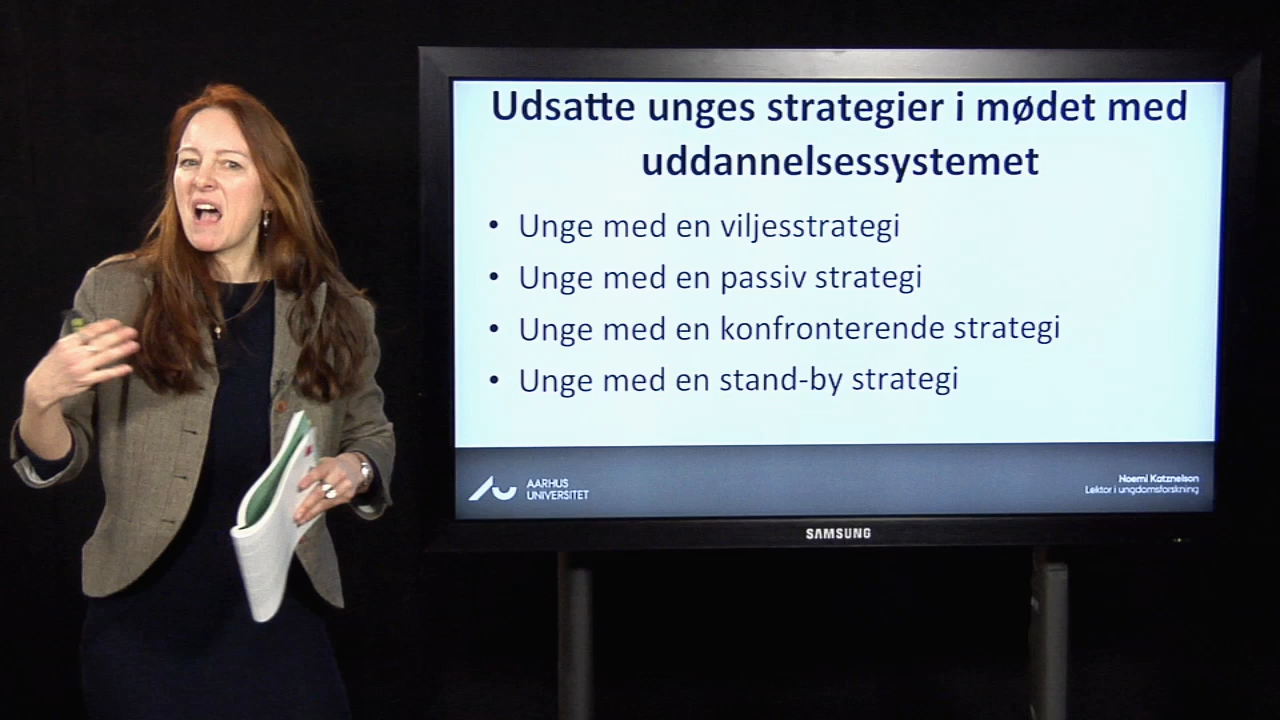 Udsatte unges strategier i mødet med
uddannelsessystemet
• Unge med en viljesstrategi
• Unge med en passiv strategi
• Unge med en konfronterende strategi
• Unge med en stand-by strategi
AARHUS
UNIVERSITET
Noemi Katznelson
Lektor i ungdomsforskning
SAMSUNG